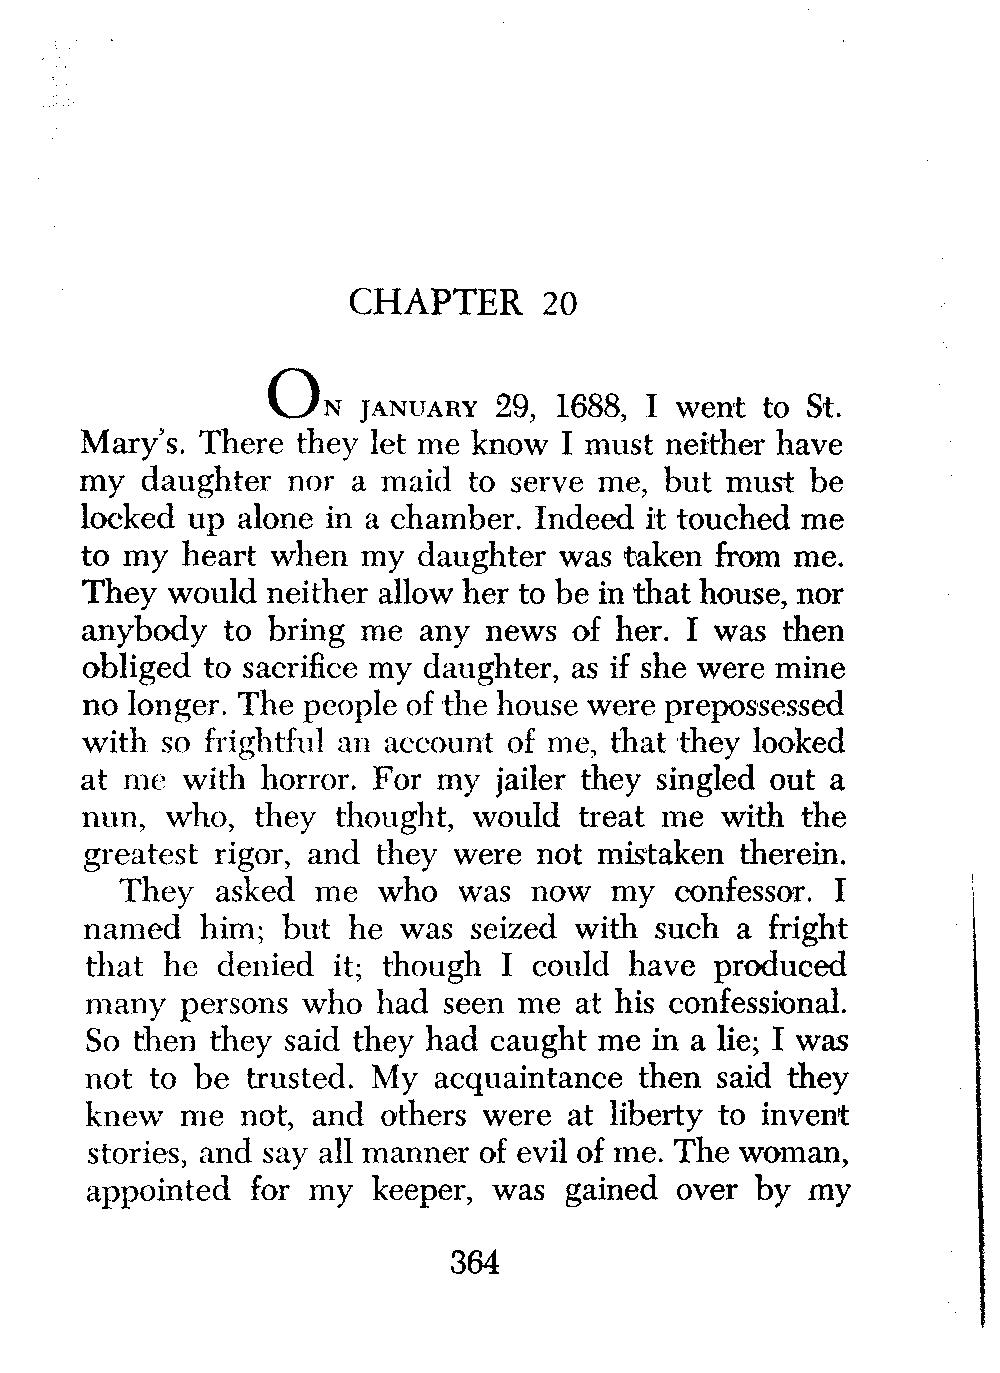 CHAPTER 20
ON JANUARY 29, 1688, I went to St.
Mary's. There they let me know I must neither have
my daughter nor a maid to serve me, but must be
locked up alone in a chamber. Indeed it touched me
to my heart when my daughter was taken from me.
They would neither allow her to be in that house, nor
anybody to bring me any news of her. I was then
obliged to sacrifice my daughter, as if she were mine
no longer. The people of the house were prepossessed
with so frightful an account of me, that they looked
at me with horror. For my jailer they singled out a
nun, who, they thought, would treat me with the
greatest rigor, and they were not mistaken therein.
They asked me who was now my confessor. I
named him; but he was seized with such a fright
that he denied it; though I could have produced
many persons who had seen me at his confessional.
So then they said they had caught me in a lie; I was
not to be trusted. My acquaintance then said they
knew me not, and others were at liberty to invent
stories, and say all manner of evil of me. The woman,
appointed for my keeper, was gained over by my
364